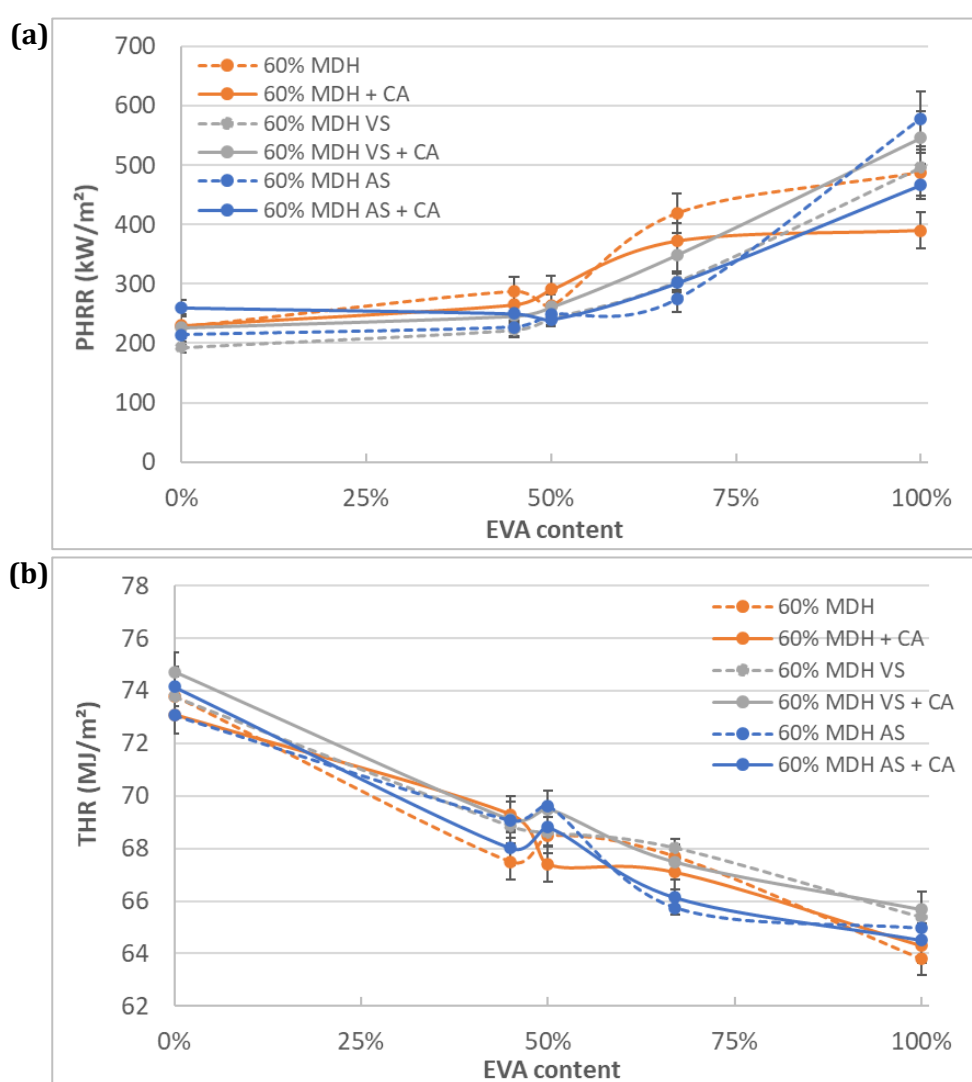 (a)
700
600
500
400
300
200
100
0
PHRR (kW/m²)
60% MDH
60% MDH + CA
60% MDH VS
60% MDH VS + CA
60% MDH AS
60% MDH AS + CA
0% 25% 50% 75% 100%
EVA content
(b)
78
76
74
72
70
68
66
64
62
THR (MJ/m²)
60% MDH
60% MDH + CA
60% MDH VS
60% MDH VS + CA
60% MDH AS
60% MDH AS + CA
0% 25% 50% 75% 100%
EVA content